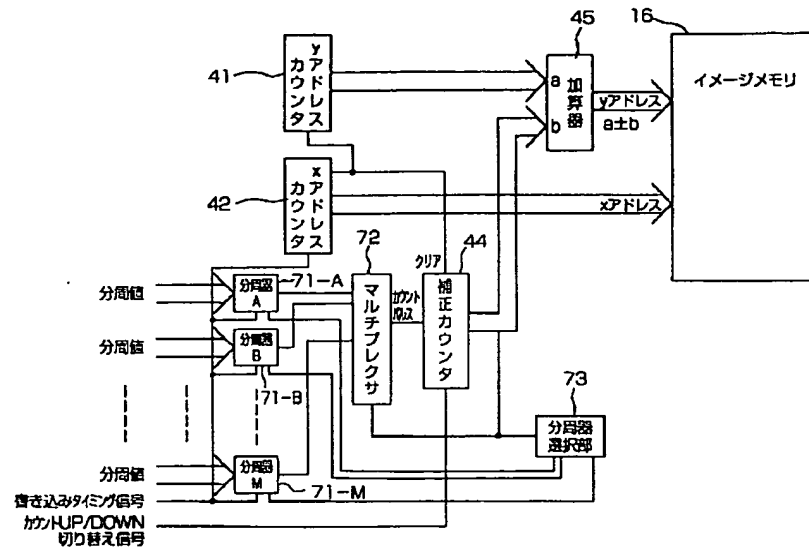 16
45
41
yアドレスカウンタ
a
加算器
b
yアドレス
a±b
イメージメモリ
42
xアドレスカウンタ
xアドレス
72
クリア
44
分周値
分周器
A
71-A
マルチプレクサ
カウント
パルス
補正カウンタ
分周値
分周器
B
71-B
73
分周器
選択部
分周値
分周器
M
71-M
書き込みタイミング信号
カウントUP/DOWN
切り替え信号